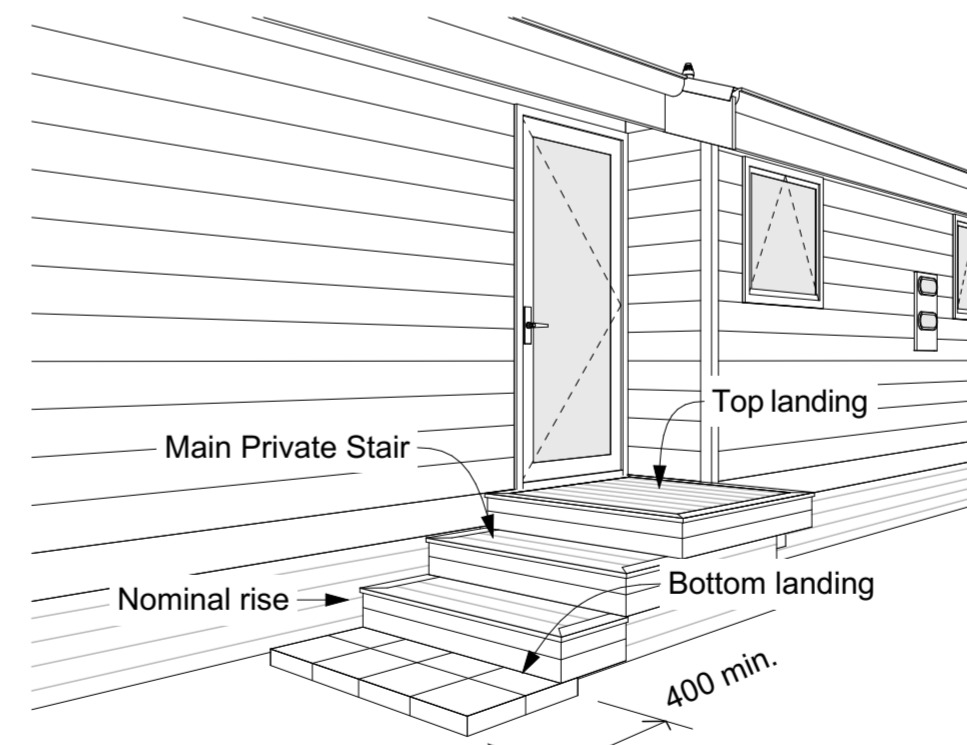 Top landing
Main Private Stair
Bottom landing
Nominal rise
400 min.